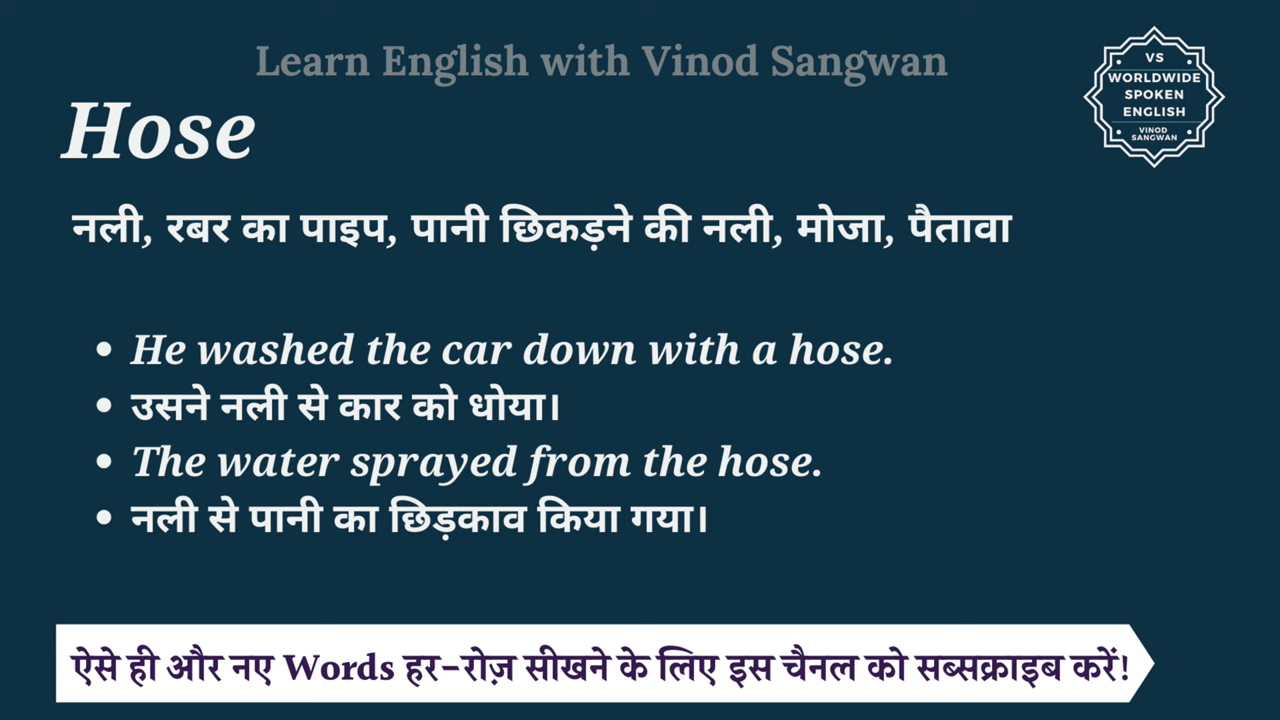 Learn English with Vinod Sangwan
VS
WORLDWIDE
SPOKEN
ENGLISH
VINOD
SANGWAN
Hose
नली, रबर का पाइप, पानी छिकड़ने की नली, मोजा, पैतावा
• He washed the car down with a hose.
• उसने नली से कार को धोया।
• The water sprayed from the hose.
• नली से पानी का छिड़काव किया गया।
ऐसे ही और नए Words हर-रोज़ सीखने के लिए इस चैनल को सब्सक्राइब करें!